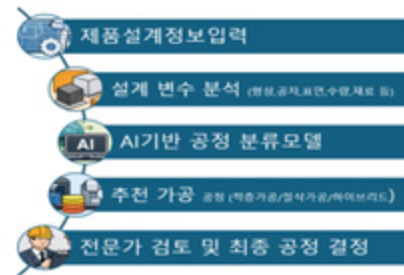 제품설계정보입력
설계 변수 분석 (형상,공차,표면,수량,재료 등)
AI
AI기반 공정 분류모델
추천 가공 공정 (적층가공/절삭가공/하이브리드)
전문가 검토 및 최종 공정 결정